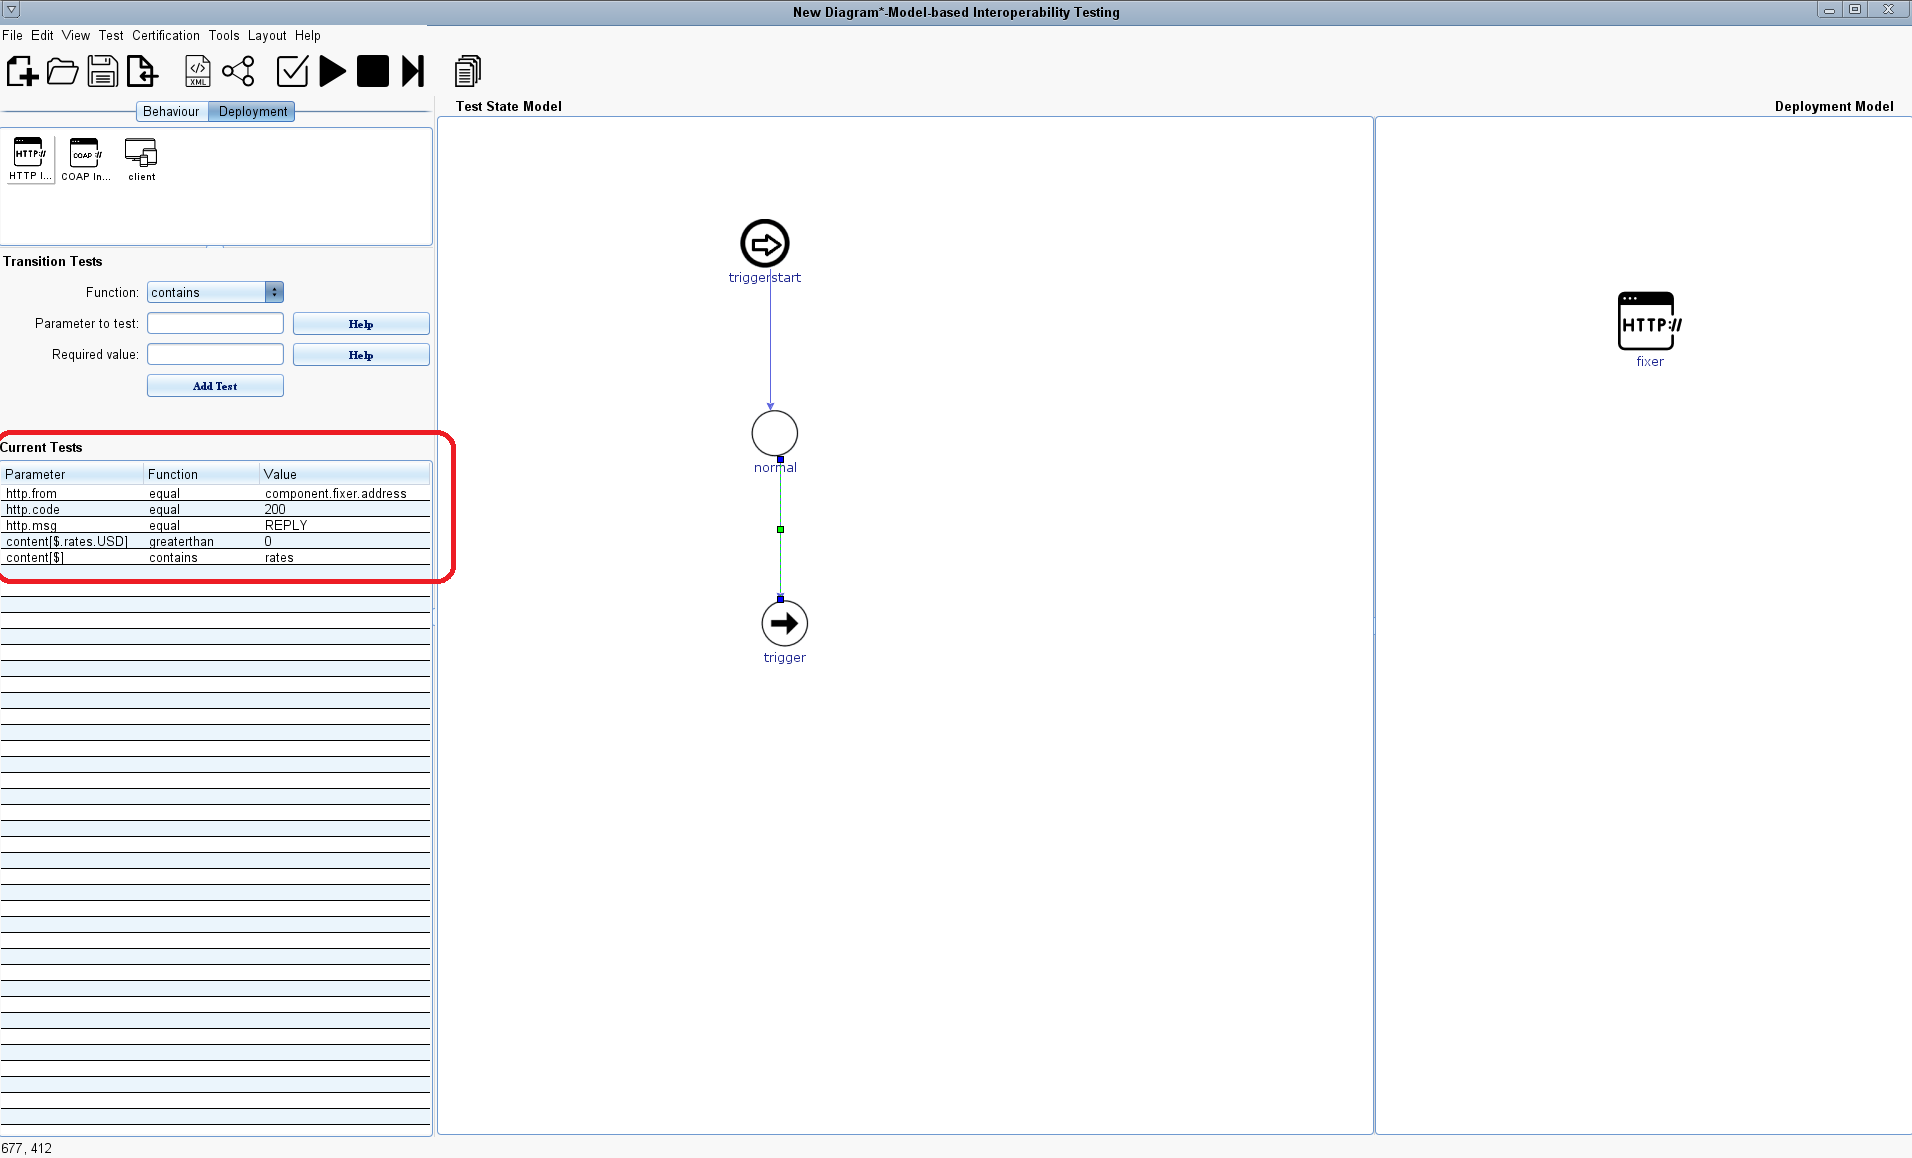 New Diagram*-Model-based Interoperability Testing
File Edit View Test Certification Tools Layout Help
</> XML
Behaviour Deployment
Test State Model
Deployment Model
HTTP:// COAP://
HTTP I... COAP In... client
Transition Tests
Function: contains
Parameter to test: Help
Required value: Help
Add Test
Current Tests
Parameter Function Value
http.from equal component.fixer.address
http.code equal 200
http.msg equal REPLY
content[$.rates.USD] greaterthan 0
content[$] contains rates
triggerstart
normal
trigger
HTTP://
fixer
677, 412